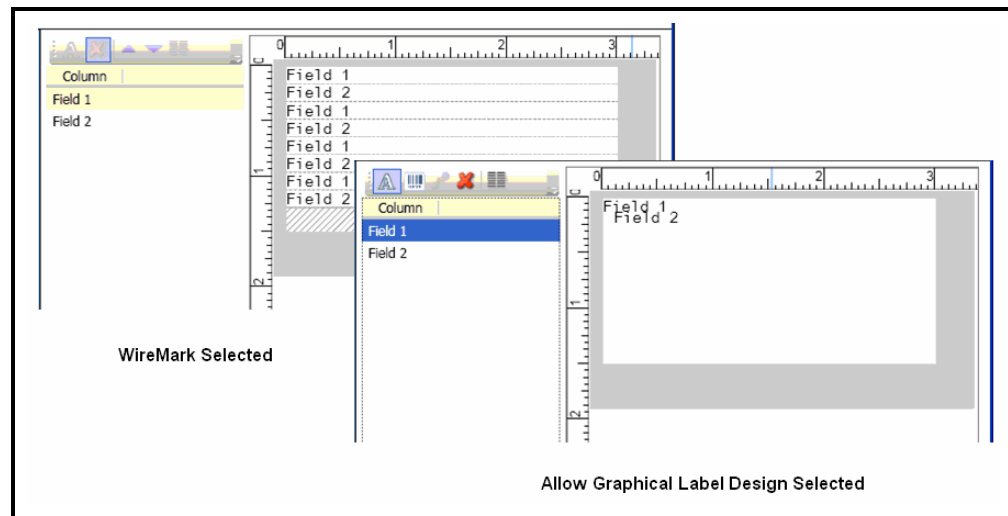 0 1 2 3
Column
Field 1
Field 2
0
1
2
Field 1
Field 2
Field 1
Field 2
Field 1
Field 2
Field 1
Field 2
WireMark Selected
A
0 1 2 3
Column
Field 1
Field 2
0
1
2
Field 1
Field 2
Allow Graphical Label Design Selected